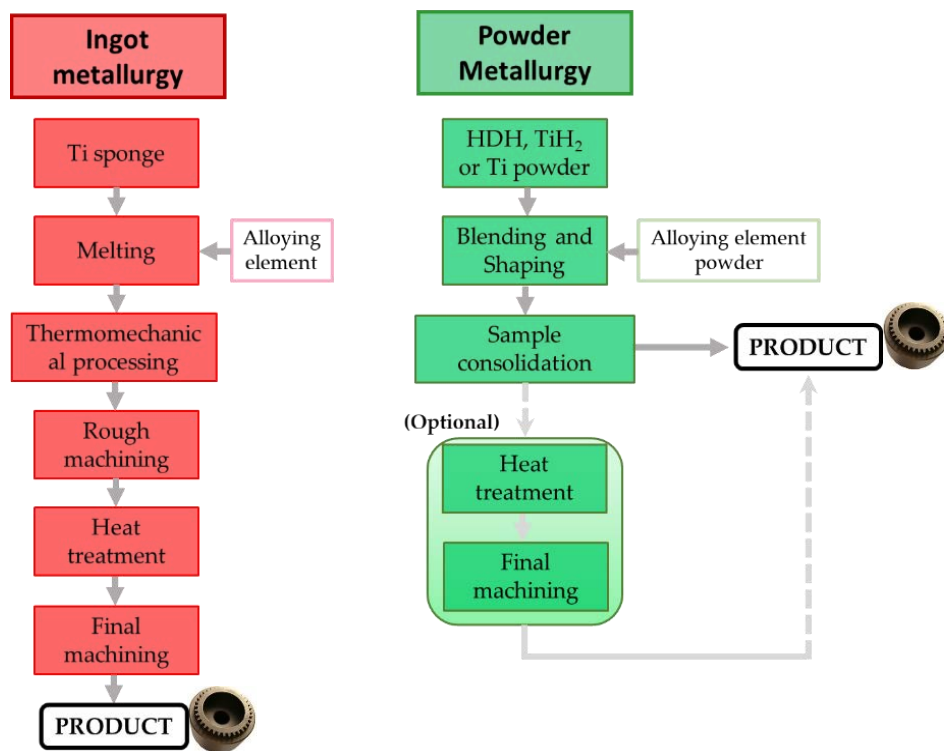 Ingot
metallurgy
Ti sponge
Melting
Alloying
element
Thermomechanic
al processing
Rough
machining
Heat
treatment
Final
machining
PRODUCT
Powder
Metallurgy
HDH, TiH₂
or Ti powder
Blending and
Shaping
Alloying element
powder
Sample
consolidation
PRODUCT
(Optional)
Heat
treatment
Final
machining